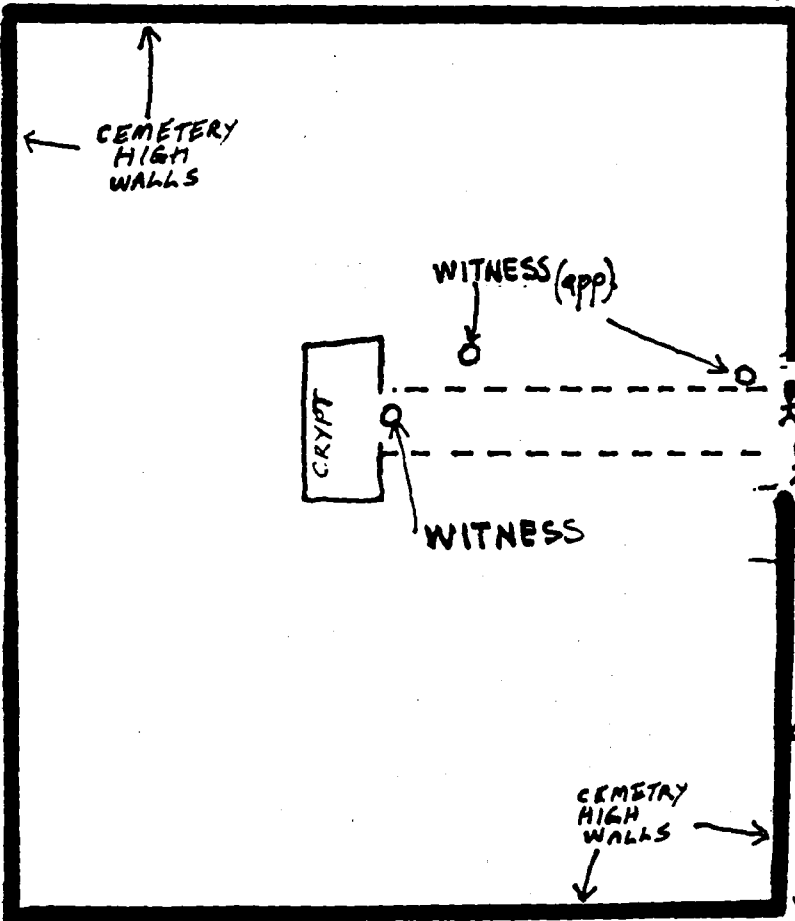 CEMETERY
HIGH
WALLS
WITNESS (app)
CRYPT
WITNESS
CEMETRY
HIGH
WALLS